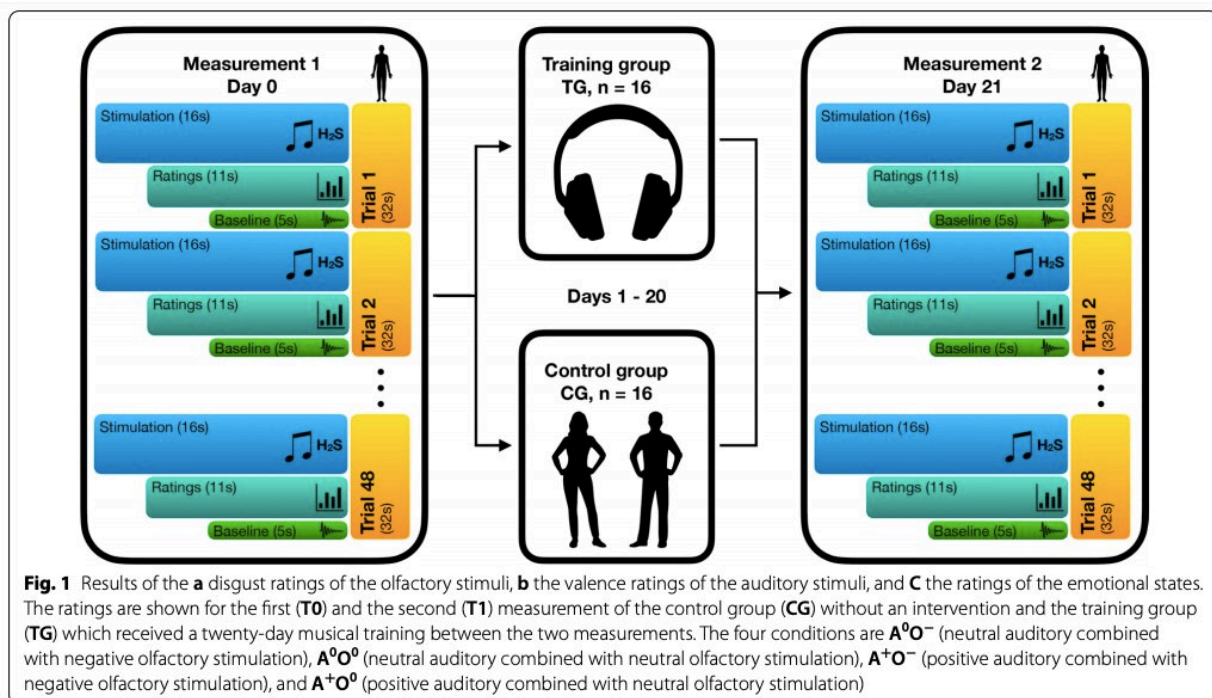 Measurement 1
Day 0
Stimulation (16s)
H₂S
Ratings (11s)
Baseline (5s)
Trial 1
(32s)
Stimulation (16s)
H₂S
Ratings (11s)
Baseline (5s)
Trial 2
(32s)
Stimulation (16s)
H₂S
Ratings (11s)
Baseline (5s)
Trial 48
(32s)
Training group
TG, n = 16
Days 1 - 20
Control group
CG, n = 16
Measurement 2
Day 21
Stimulation (16s)
H₂S
Ratings (11s)
Baseline (5s)
Trial 1
(32s)
Stimulation (16s)
H₂S
Ratings (11s)
Baseline (5s)
Trial 2
(32s)
Stimulation (16s)
H₂S
Ratings (11s)
Baseline (5s)
Trial 48
(32s)
Fig. 1 Results of the a disgust ratings of the olfactory stimuli, b the valence ratings of the auditory stimuli, and C the ratings of the emotional states.
The ratings are shown for the first (T0) and the second (T1) measurement of the control group (CG) without an intervention and the training group
(TG) which received a twenty-day musical training between the two measurements. The four conditions are A⁰O⁻ (neutral auditory combined
with negative olfactory stimulation), A⁰O⁰ (neutral auditory combined with neutral olfactory stimulation), A⁺O⁻ (positive auditory combined with
negative olfactory stimulation), and A⁺O⁰ (positive auditory combined with neutral olfactory stimulation)